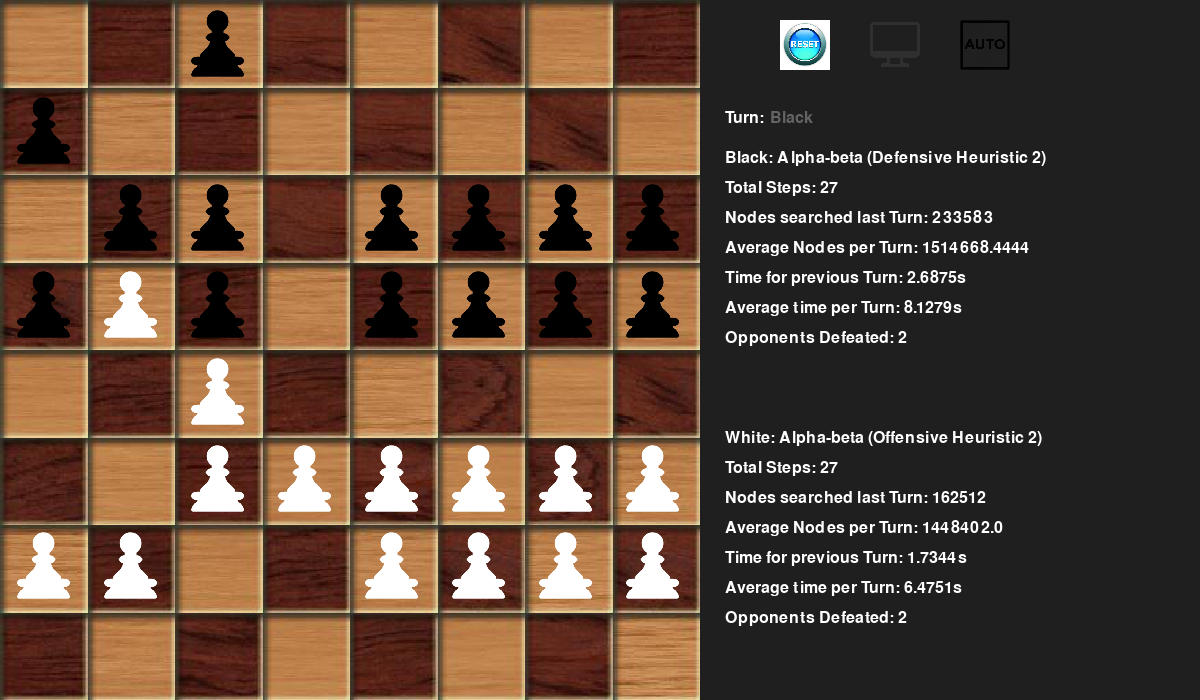 RESET
AUTO
Turn: Black
Black: Alpha-beta (Defensive Heuristic 2)
Total Steps: 27
Nodes searched last Turn: 233583
Average Nodes per Turn: 1514668.4444
Time for previous Turn: 2.6875s
Average time per Turn: 8.1279s
Opponents Defeated: 2
White: Alpha-beta (Offensive Heuristic 2)
Total Steps: 27
Nodes searched last Turn: 162512
Average Nodes per Turn: 1448402.0
Time for previous Turn: 1.7344s
Average time per Turn: 6.4751s
Opponents Defeated: 2